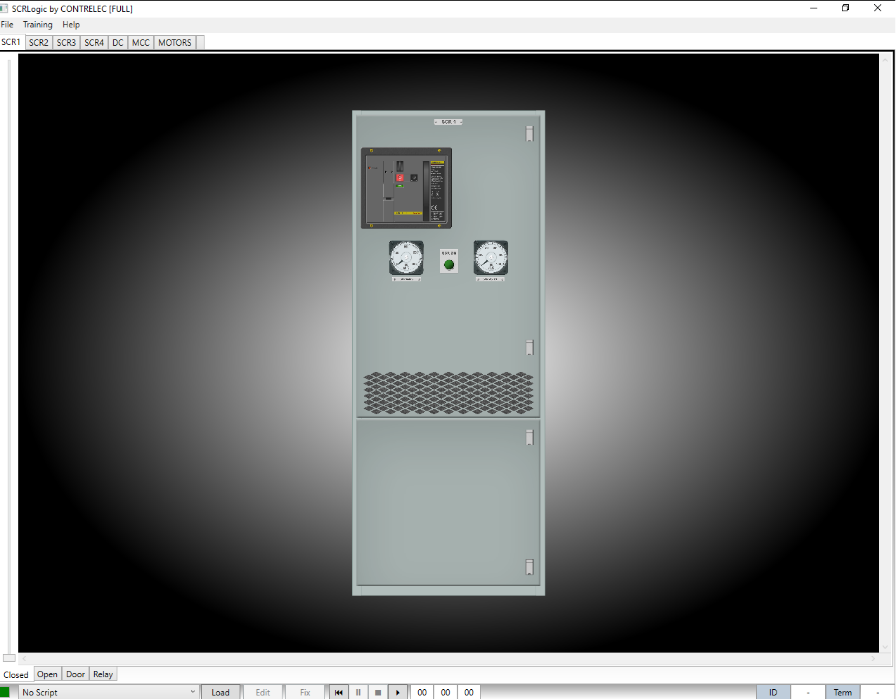 SCRLogic by CONTRELEC [FULL]
File Training Help
SCR1 SCR2 SCR3 SCR4 DC MCC MOTORS
SCR 1
Closed Open Door Relay
No Script Load Edit Fix 00 00 00 ID - Term -